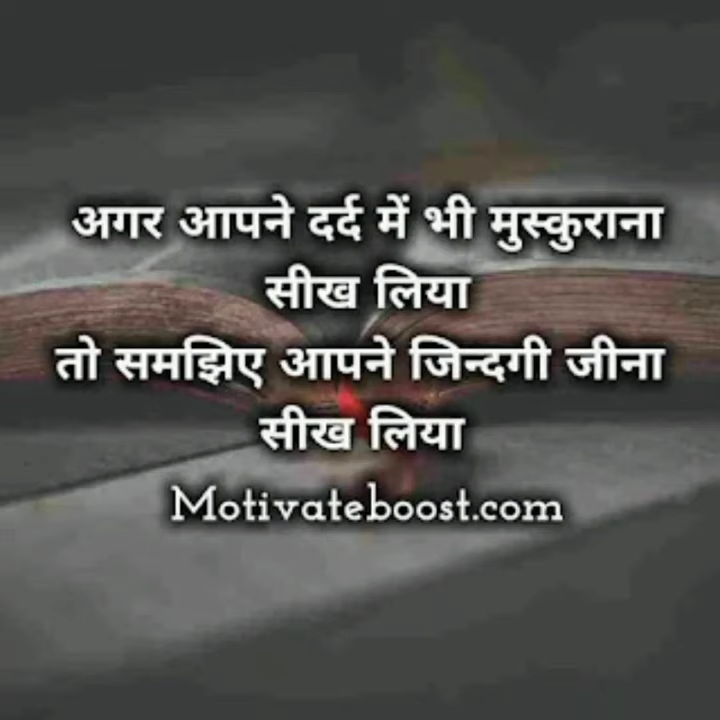 अगर आपने दर्द में भी मुस्कुराना
सीख लिया
तो समझिए आपने जिन्दगी जीना
सीख लिया
Motivateboost.com